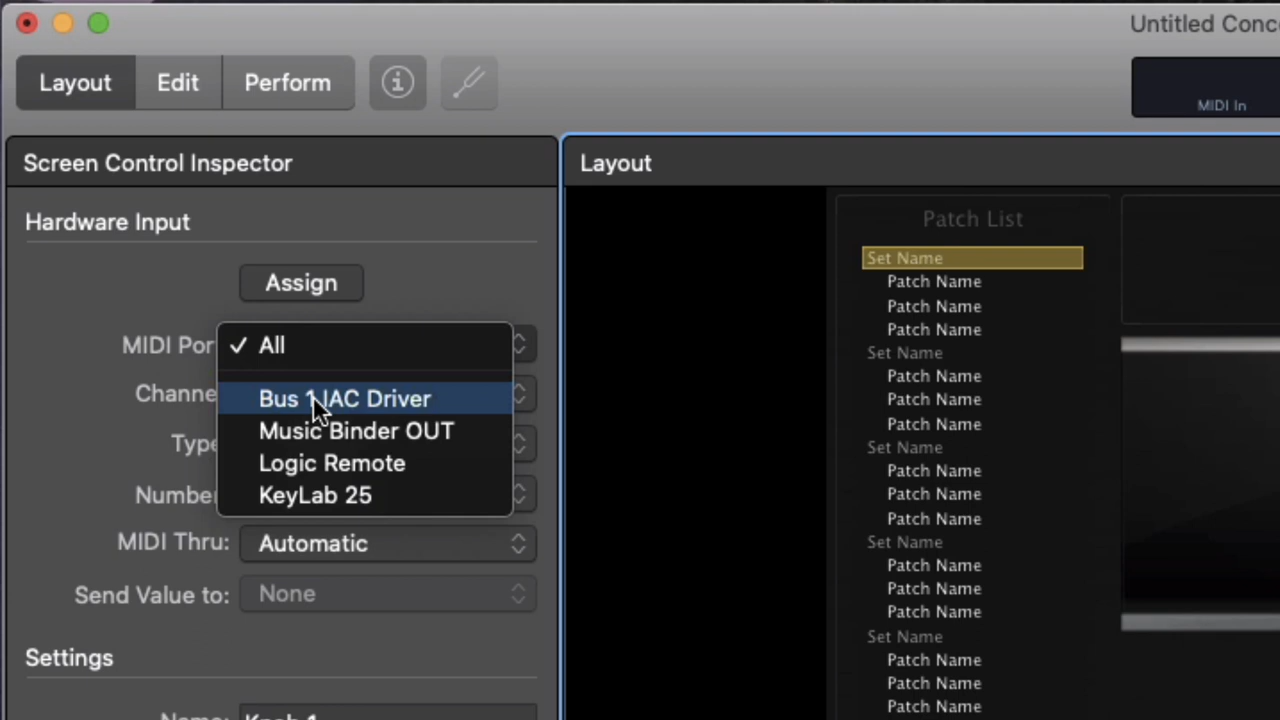 Untitled Conc
Layout
Edit
Perform
MIDI In
Screen Control Inspector
Hardware Input
Assign
MIDI Por
✓ All
Channe
Bus 1 IAC Driver
Music Binder OUT
Type
Logic Remote
Number
KeyLab 25
MIDI Thru: Automatic
Send Value to: None
Settings
Name: Knob 1
Layout
Patch List
Set Name
Patch Name
Patch Name
Patch Name
Set Name
Patch Name
Patch Name
Patch Name
Set Name
Patch Name
Patch Name
Patch Name
Set Name
Patch Name
Patch Name
Patch Name
Set Name
Patch Name
Patch Name
Patch Name